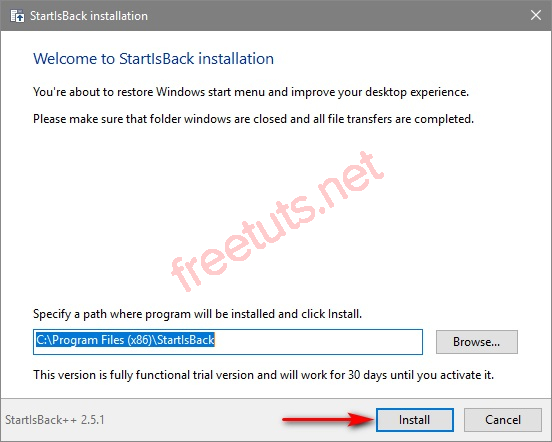 StartIsBack installation
Welcome to StartIsBack installation
You're about to restore Windows start menu and improve your desktop experience.
Please make sure that folder windows are closed and all file transfers are completed.
freetuts.net
Specify a path where program will be installed and click Install.
C:\Program Files (x86)\StartIsBack
Browse...
This version is fully functional trial version and will work for 30 days until you activate it.
StartIsBack++ 2.5.1
Install
Cancel